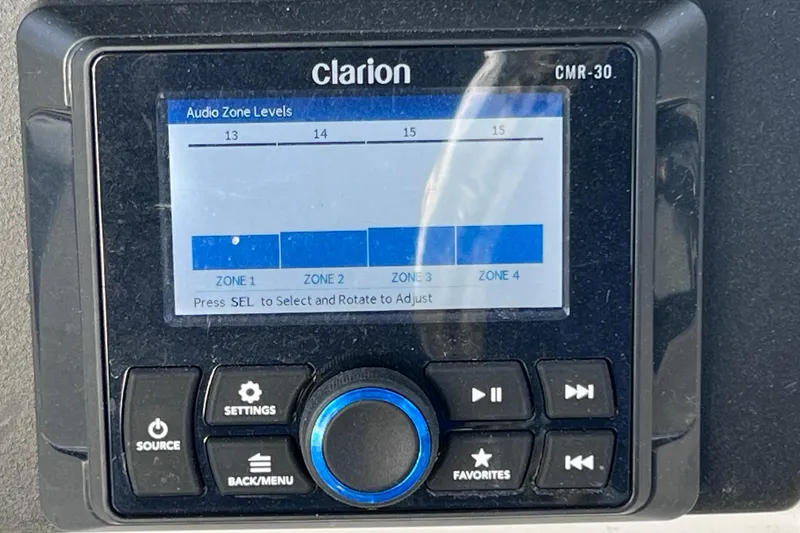 clarion
CMR-30
Audio Zone Levels
13 14 15 15
ZONE 1 ZONE 2 ZONE 3 ZONE 4
Press SEL to Select and Rotate to Adjust
SETTINGS
SOURCE
BACK/MENU
FAVORITES